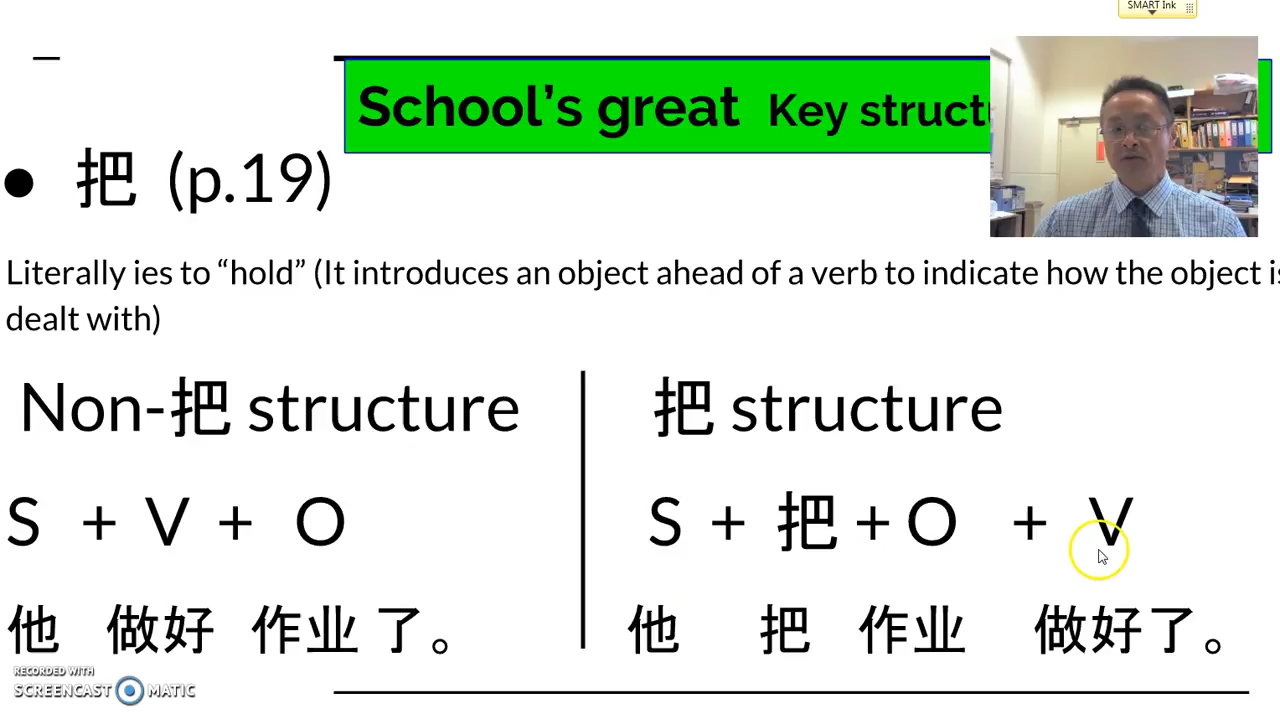 SMART Ink
School’s great Key struct
● 把 (p.19)
Literally ies to “hold” (It introduces an object ahead of a verb to indicate how the object is
dealt with)
Non-把 structure
把 structure
S + V + O
S + 把 + O + V
他 做好 作业 了。
他 把 作业 做好了。
RECORDED WITH
SCREENCAST MATIC